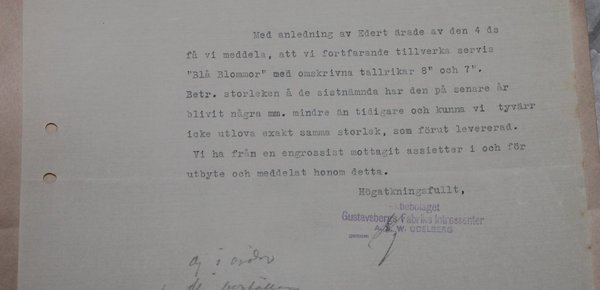 Med anledning av Edert ärade av den 4 ds
få vi meddela, att vi fortfarande tillverka servis
"Blå Blommor" med omskrivna tallrikar 8" och 7".
Betr. storleken å de sistnämnda har den på senare år
blivit några mm. mindre än tidigare och kunna vi tyvärr
icke utlova exakt samma storlek, som förut levererad.
Vi ha från en engrossist mottagit assietter i och för
utbyte och meddelat honom detta.
Högaktningsfullt,
Gustavsbergs Fabriks Intressenter
W. ODELBERG